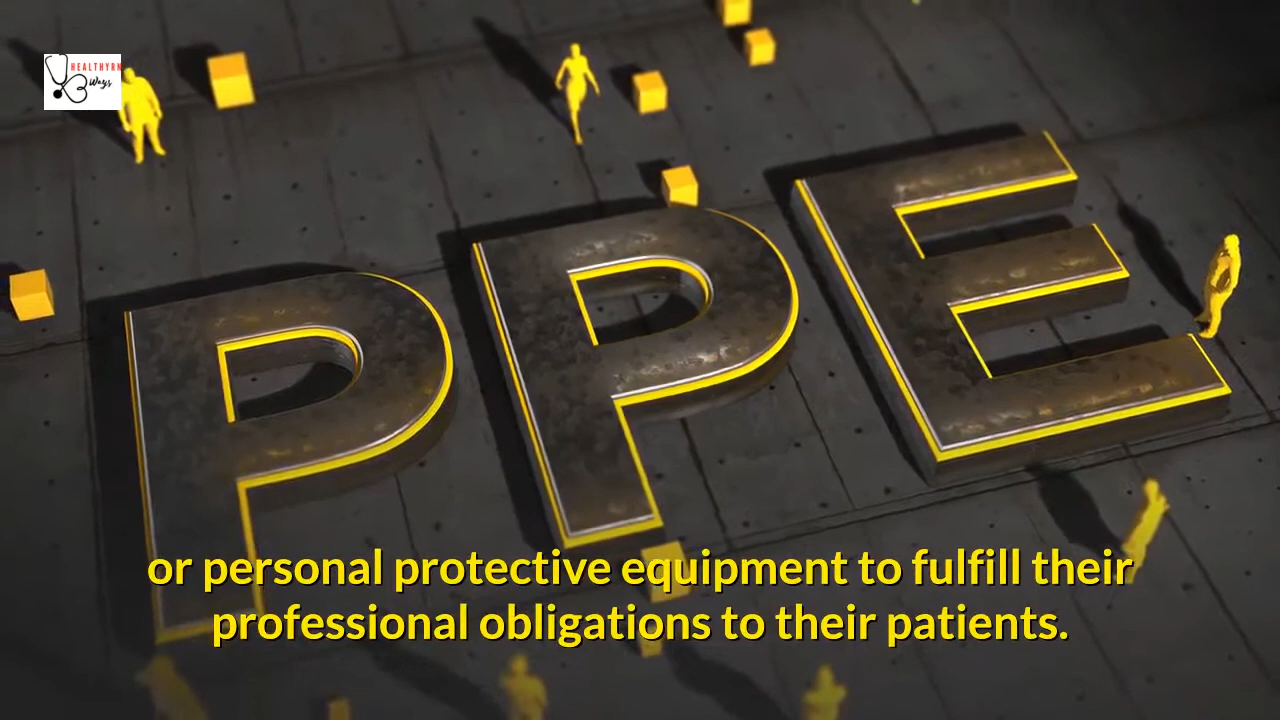 HEALTHYRN
Ways
PPE
or personal protective equipment to fulfill their
professional obligations to their patients.